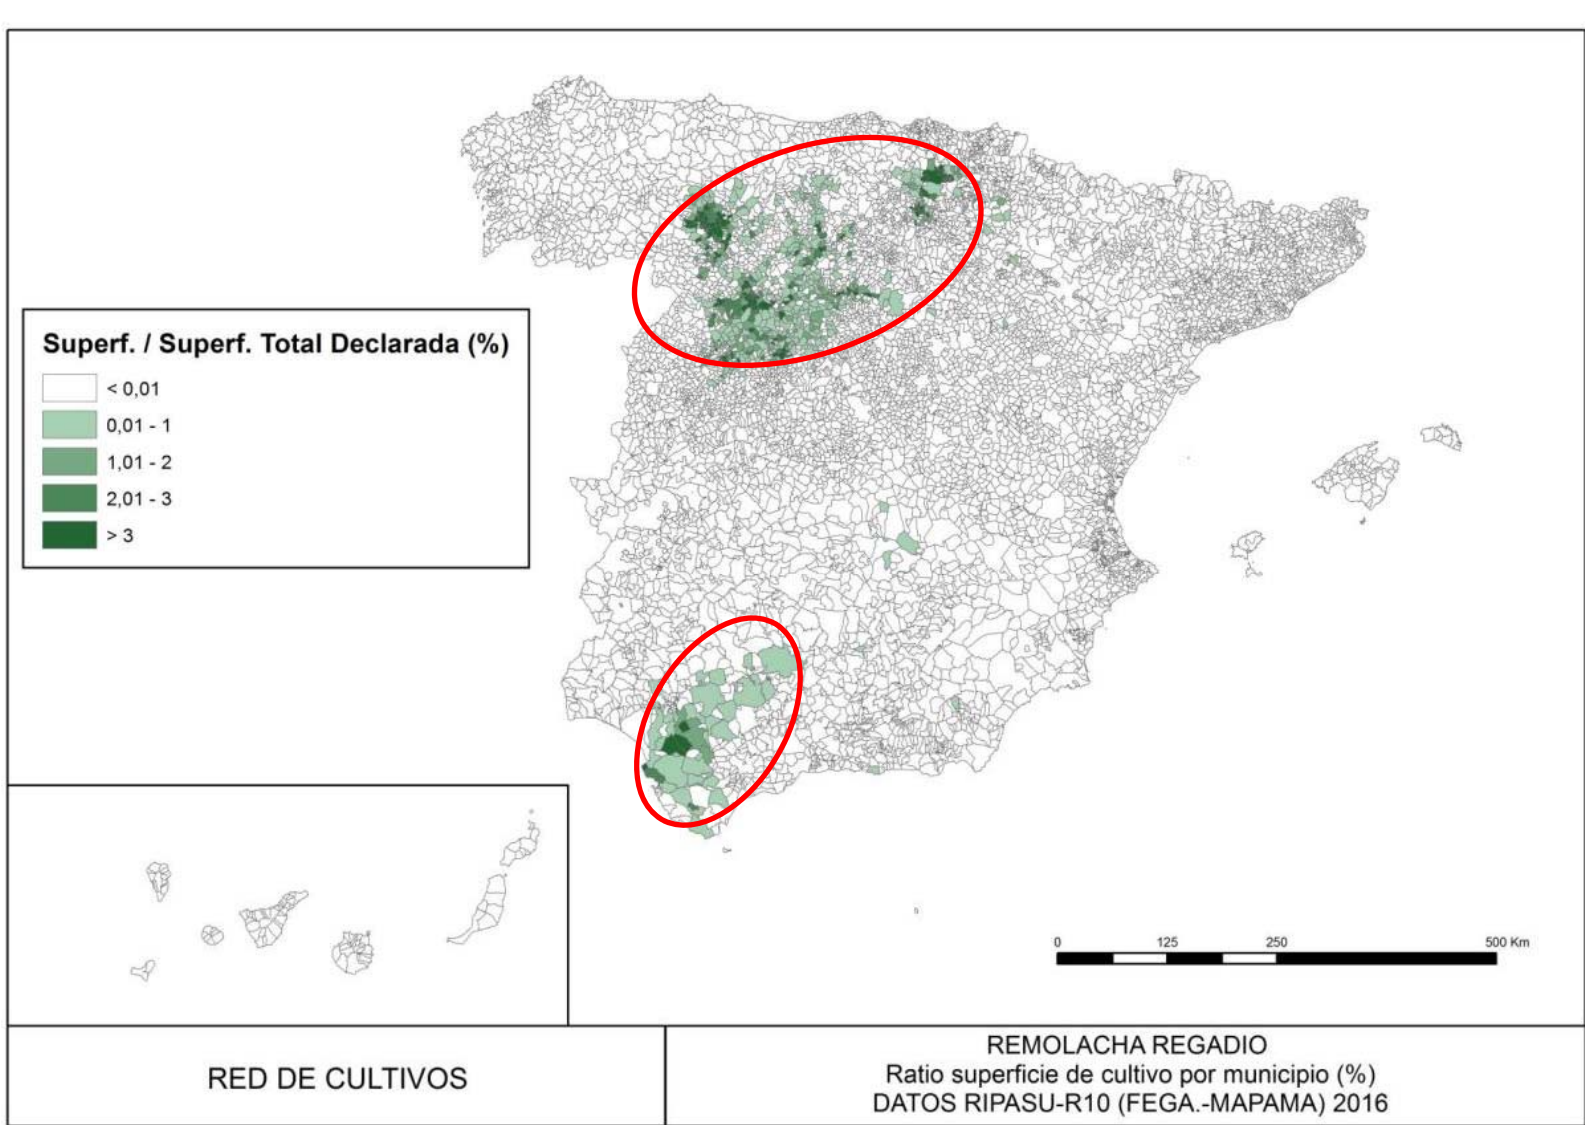 Superf. / Superf. Total Declarada (%)
< 0,01
0,01 - 1
1,01 - 2
2,01 - 3
> 3
0 125 250 500 Km
RED DE CULTIVOS
REMOLACHA REGADIO
Ratio superficie de cultivo por municipio (%)
DATOS RIPASU-R10 (FEGA.-MAPAMA) 2016